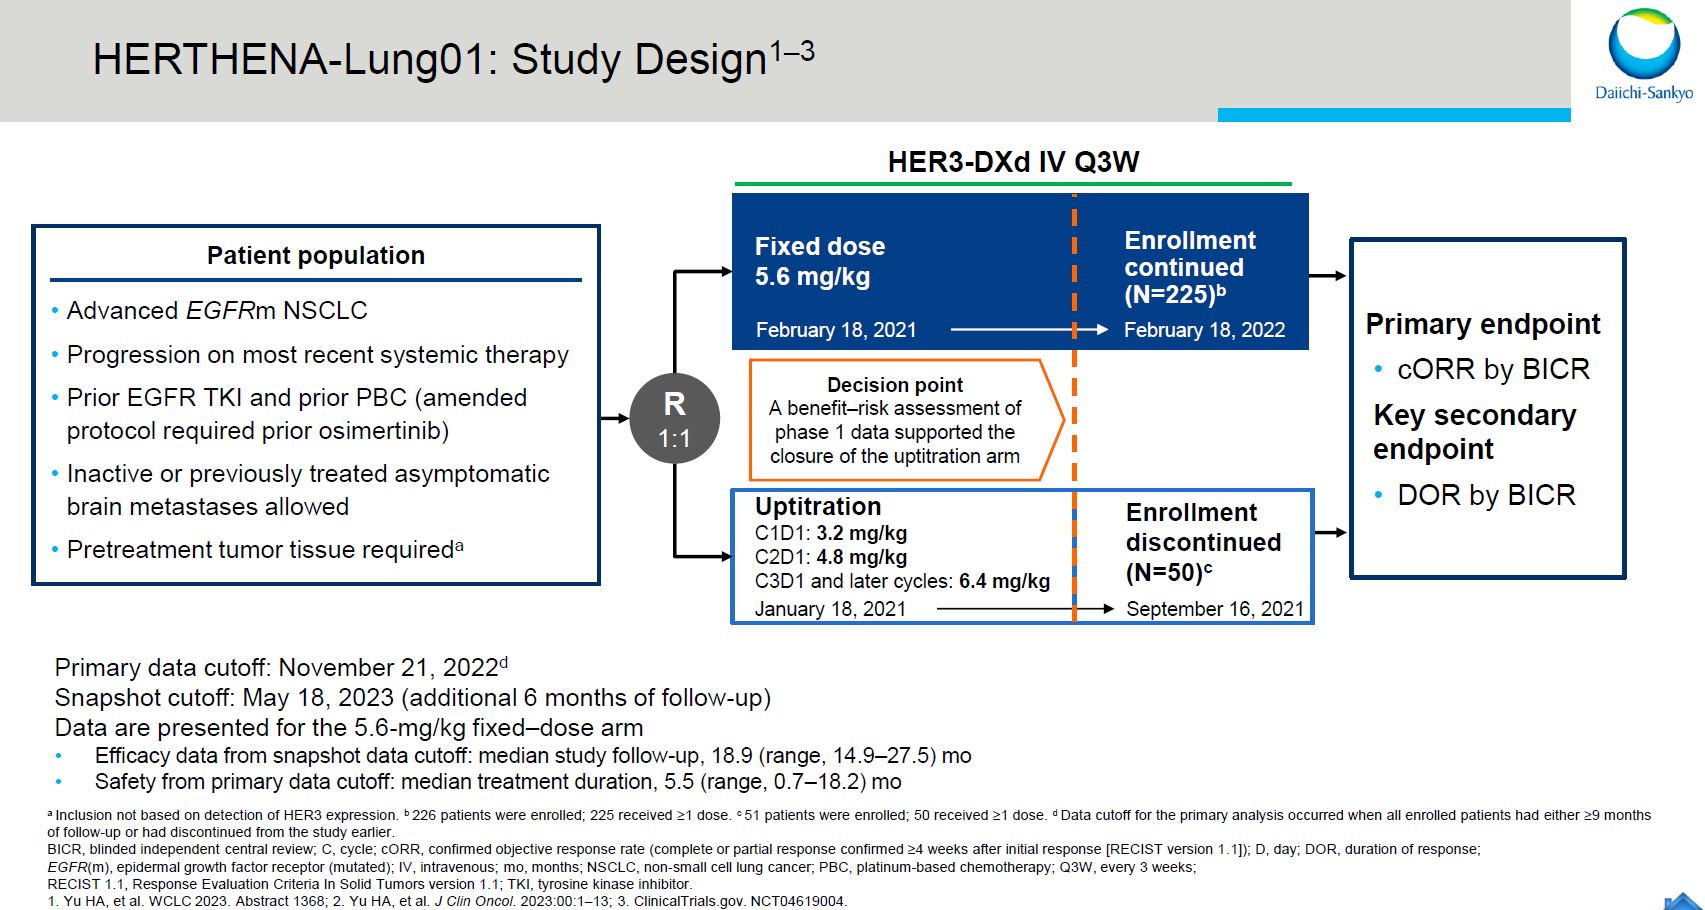 HERTHENA-Lung01: Study Design1–3
Daiichi-Sankyo
HER3-DXd IV Q3W
Patient population
• Advanced EGFRm NSCLC
• Progression on most recent systemic therapy
• Prior EGFR TKI and prior PBC (amended
protocol required prior osimertinib)
• Inactive or previously treated asymptomatic
brain metastases allowed
• Pretreatment tumor tissue requireda
R
1:1
Fixed dose
5.6 mg/kg
February 18, 2021
Enrollment
continued
(N=225)b
February 18, 2022
Decision point
A benefit–risk assessment of
phase 1 data supported the
closure of the uptitration arm
Uptitration
C1D1: 3.2 mg/kg
C2D1: 4.8 mg/kg
C3D1 and later cycles: 6.4 mg/kg
January 18, 2021
Enrollment
discontinued
(N=50)c
September 16, 2021
Primary endpoint
• cORR by BICR
Key secondary
endpoint
• DOR by BICR
Primary data cutoff: November 21, 2022d
Snapshot cutoff: May 18, 2023 (additional 6 months of follow-up)
Data are presented for the 5.6-mg/kg fixed–dose arm
• Efficacy data from snapshot data cutoff: median study follow-up, 18.9 (range, 14.9–27.5) mo
• Safety from primary data cutoff: median treatment duration, 5.5 (range, 0.7–18.2) mo
a Inclusion not based on detection of HER3 expression. b 226 patients were enrolled; 225 received ≥1 dose. c 51 patients were enrolled; 50 received ≥1 dose. d Data cutoff for the primary analysis occurred when all enrolled patients had either ≥9 months
of follow-up or had discontinued from the study earlier.
BICR, blinded independent central review; C, cycle; cORR, confirmed objective response rate (complete or partial response confirmed ≥4 weeks after initial response [RECIST version 1.1]); D, day; DOR, duration of response;
EGFR(m), epidermal growth factor receptor (mutated); IV, intravenous; mo, months; NSCLC, non-small cell lung cancer; PBC, platinum-based chemotherapy; Q3W, every 3 weeks;
RECIST 1.1, Response Evaluation Criteria In Solid Tumors version 1.1; TKI, tyrosine kinase inhibitor.
1. Yu HA, et al. WCLC 2023. Abstract 1368; 2. Yu HA, et al. J Clin Oncol. 2023:00:1–13; 3. ClinicalTrials.gov. NCT04619004.